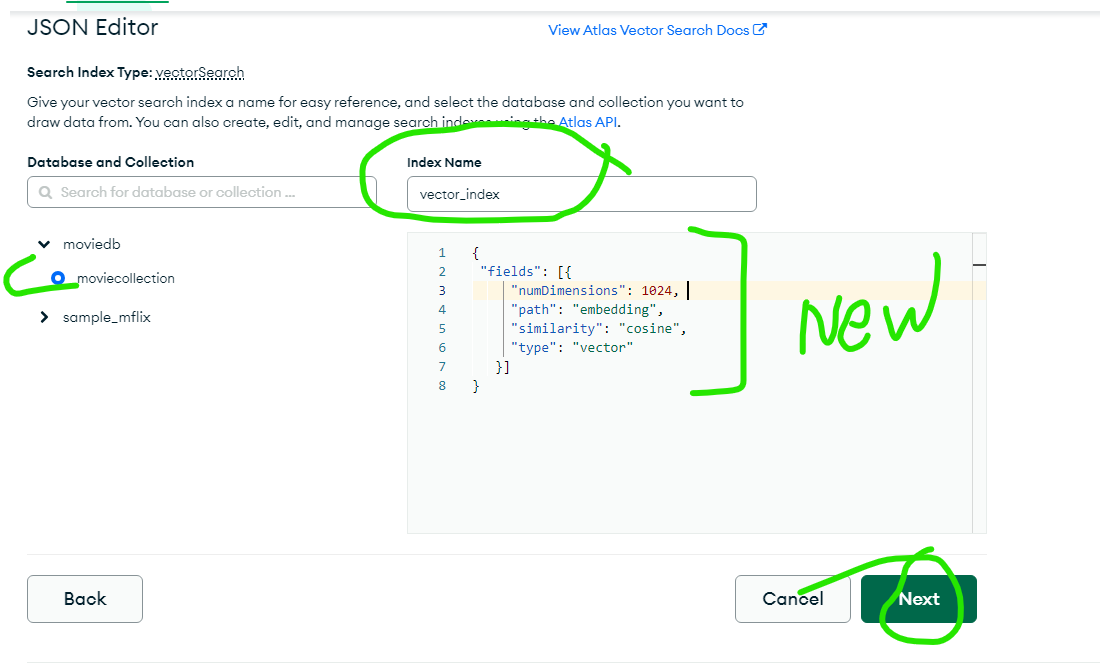 JSON Editor
View Atlas Vector Search Docs
Search Index Type: vectorSearch
Give your vector search index a name for easy reference, and select the database and collection you want to
draw data from. You can also create, edit, and manage search indexes using the Atlas API.
Database and Collection
Index Name
Search for database or collection ...
vector_index
moviedb
moviecollection
sample_mflix
1 {
2 "fields": [{
3 "numDimensions": 1024,
4 "path": "embedding",
5 "similarity": "cosine",
6 "type": "vector"
7 }]
8 }
New
Back
Cancel
Next